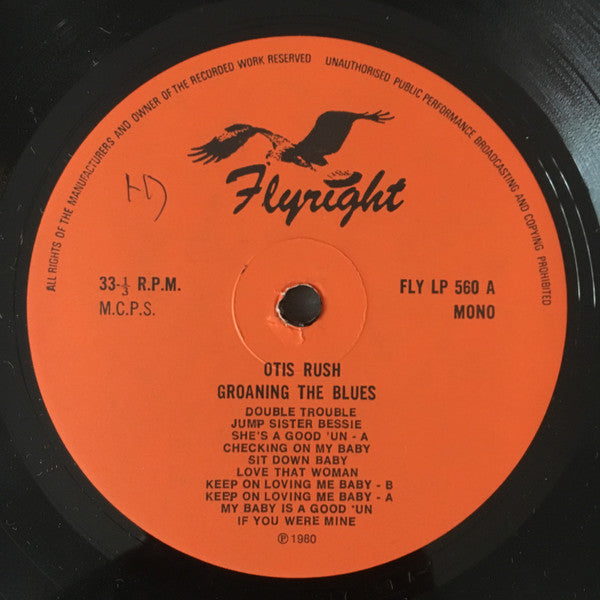 ALL RIGHTS OF THE MANUFACTURERS AND OWNER OF THE RECORDED WORK RESERVED UNAUTHORISED PUBLIC PERFORMANCE BROADCASTING AND COPYING PROHIBITED
Flyright
33-⅓ R.P.M.
M.C.P.S.
FLY LP 560 A
MONO
OTIS RUSH
GROANING THE BLUES
DOUBLE TROUBLE
JUMP SISTER BESSIE
SHE'S A GOOD 'UN - A
CHECKING ON MY BABY
SIT DOWN BABY
LOVE THAT WOMAN
KEEP ON LOVING ME BABY - B
KEEP ON LOVING ME BABY - A
MY BABY IS A GOOD 'UN
IF YOU WERE MINE
℗ 1980